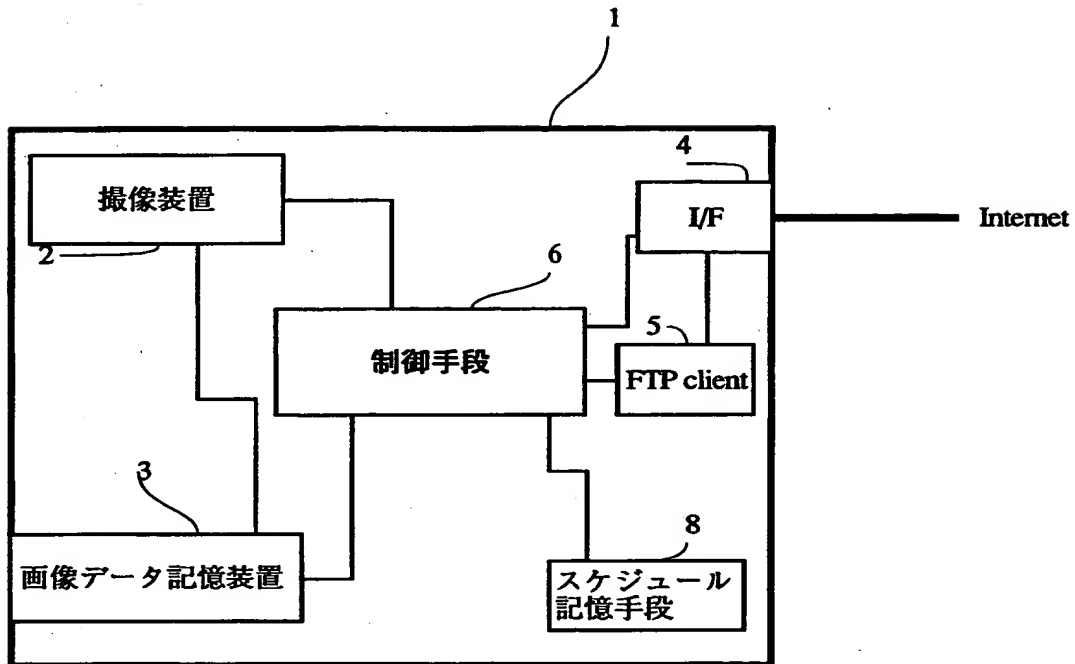 1
4
撮像装置
I/F
Internet
2
6
5
制御手段
FTP client
3
8
画像データ記憶装置
スケジュール
記憶手段